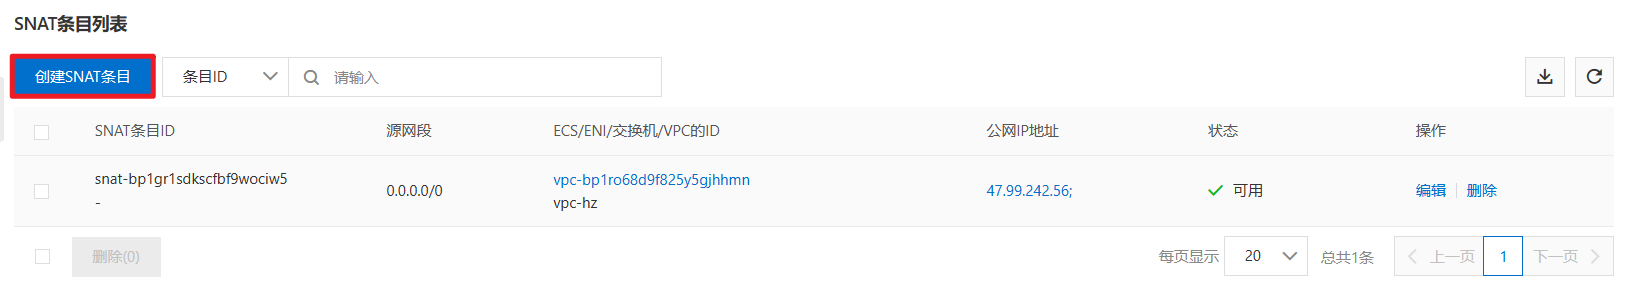 SNAT条目列表
创建SNAT条目 条目ID 请输入
SNAT条目ID 源网段 ECS/ENI/交换机/VPC的ID 公网IP地址 状态 操作
snat-bp1gr1sdkscfbf9wociw5
-
0.0.0.0/0
vpc-bp1ro68d9f825y5gjhhmn
vpc-hz
47.99.242.56;
可用
编辑 删除
删除(0) 每页显示 20 总共1条 上一页 1 下一页